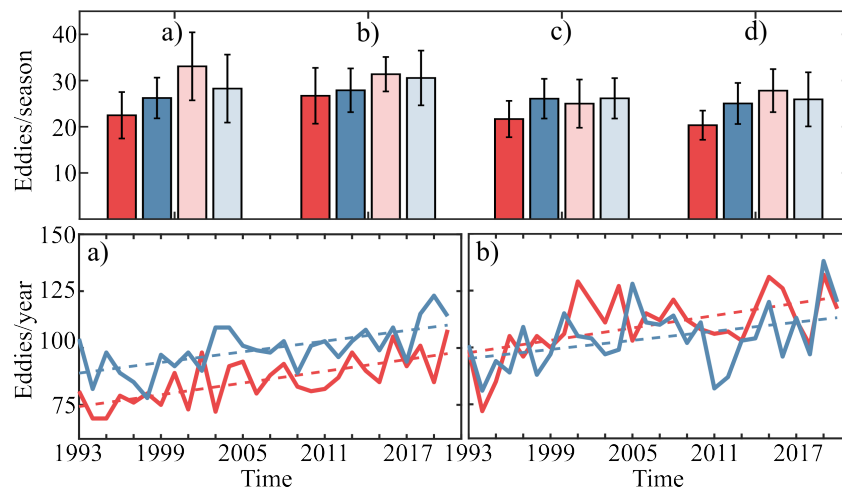 40
a)
b)
c)
d)
30
20
10
Eddies/season
150
a)
b)
125
100
75
Eddies/year
1993
1999
2005
2011
2017
1993
1999
2005
2011
2017
Time
Time